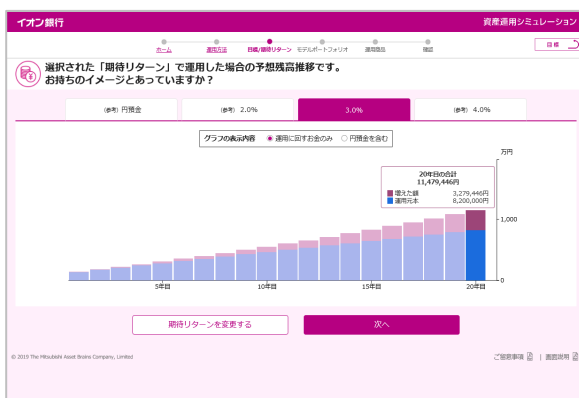 イオン銀行
資産運用シミュレーション
ホーム
運用方法
目標/期待リターン
モデルポートフォリオ
運用商品
確認
目標
選択された「期待リターン」で運用した場合の予想残高推移です。
お持ちのイメージとあっていますか？
(参考) 円預金
(参考) 2.0%
3.0%
(参考) 4.0%
グラフの表示内容 運用に回すお金のみ 円預金を含む
万円
20年目の合計
11,479,446円
増えた額 3,279,446円
運用元本 8,200,000円
1,000
0
5年目
10年目
15年目
20年目
期待リターンを変更する
次へ
© 2019 The Mitsubishi Asset Brains Company, Limited
ご留意事項 | 画面説明